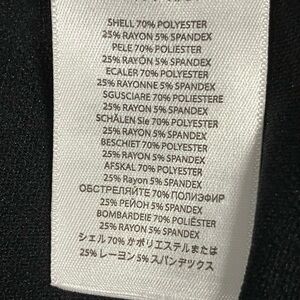 SHELL 70% POLYESTER
25% RAYON 5% SPANDEX
PELE 70% POLIESTER
25% RAYÓN 5% SPANDEX
ECALER 70% POLYESTER
25% RAYONNE 5% SPANDEX
SGUSCIARE 70% POLIESTERE
25% RAYON 5% SPANDEX
SCHÄLEN Sie 70% POLYESTER
25% RAYON 5% SPANDEX
BESCHIET 70% POLYESTER
25% RAYON 5% SPANDEX
AFSKAL 70% POLYESTER
25% Rayon 5% SPANDEX
ОБСТРЕЛЯЙТЕ 70% ПОЛИЭФИР
25% РЕЙОН 5% SPANDEX
BOMBARDEIE 70% POLIÉSTER
25% RAYON 5% SPANDEX
シェル 70% かポリエステルまたは
25% レーヨン 5% スパンデックス